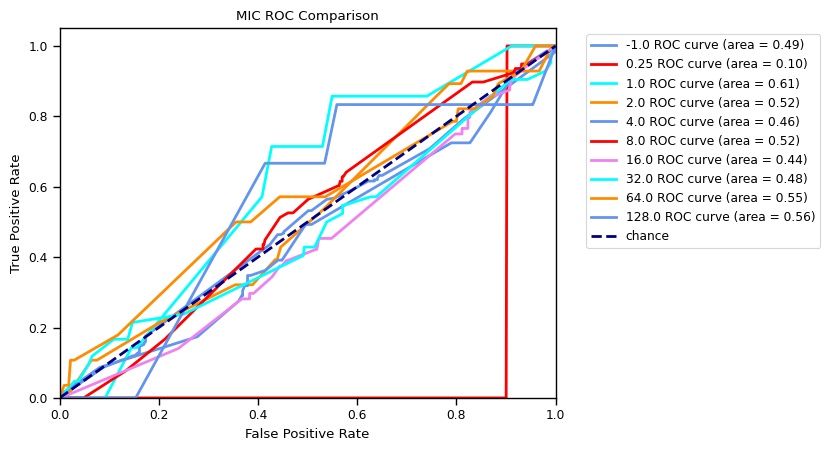 MIC ROC Comparison
1.0
0.8
0.6
0.4
0.2
0.0
True Positive Rate
0.0 0.2 0.4 0.6 0.8 1.0
False Positive Rate
-1.0 ROC curve (area = 0.49)
0.25 ROC curve (area = 0.10)
1.0 ROC curve (area = 0.61)
2.0 ROC curve (area = 0.52)
4.0 ROC curve (area = 0.46)
8.0 ROC curve (area = 0.52)
16.0 ROC curve (area = 0.44)
32.0 ROC curve (area = 0.48)
64.0 ROC curve (area = 0.55)
128.0 ROC curve (area = 0.56)
chance